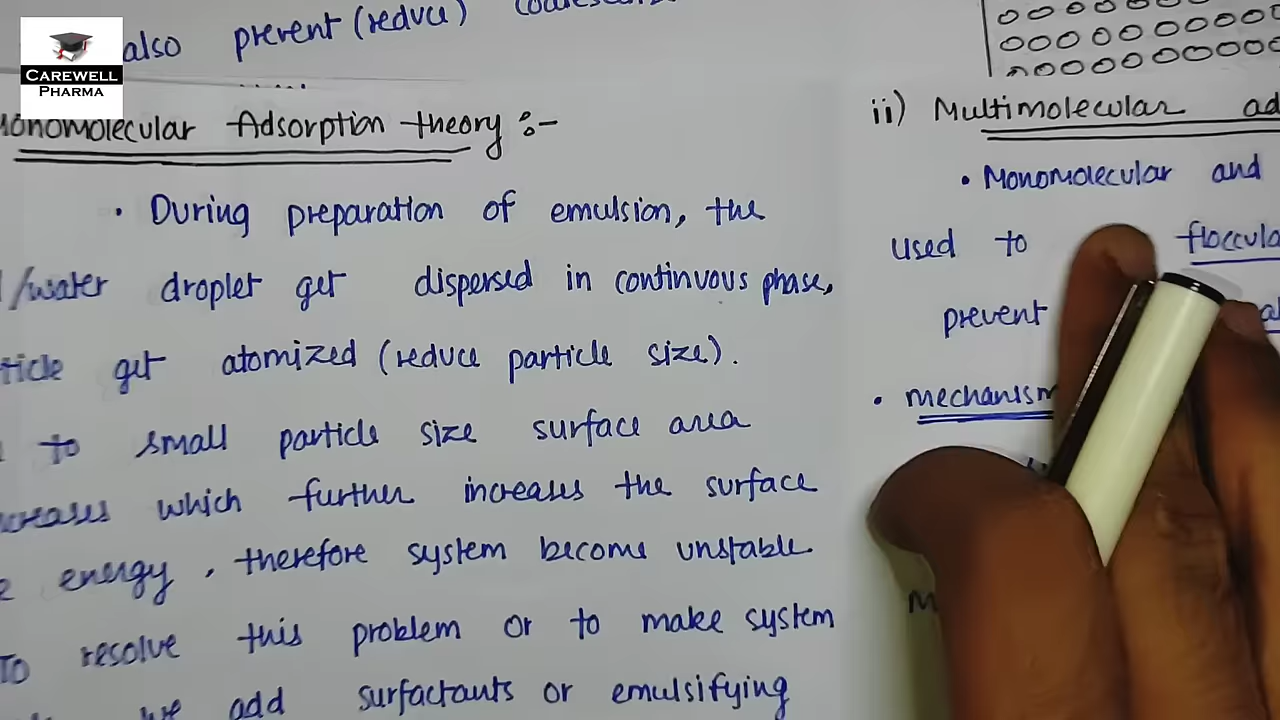 also prevent (reduce)
CAREWELL
PHARMA
Monomolecular Adsorption theory :-
• During preparation of emulsion, the
/water droplet get dispersed in continuous phase,
ticle get atomized (reduce particle size).
to small particle size surface area
creases which further increases the surface
energy, therefore system become unstable
To resolve this problem or to make system
we add surfactants or emulsifying
ii) Multimolecular ad
• Monomolecular and
used to floccula
prevent
• mechanism